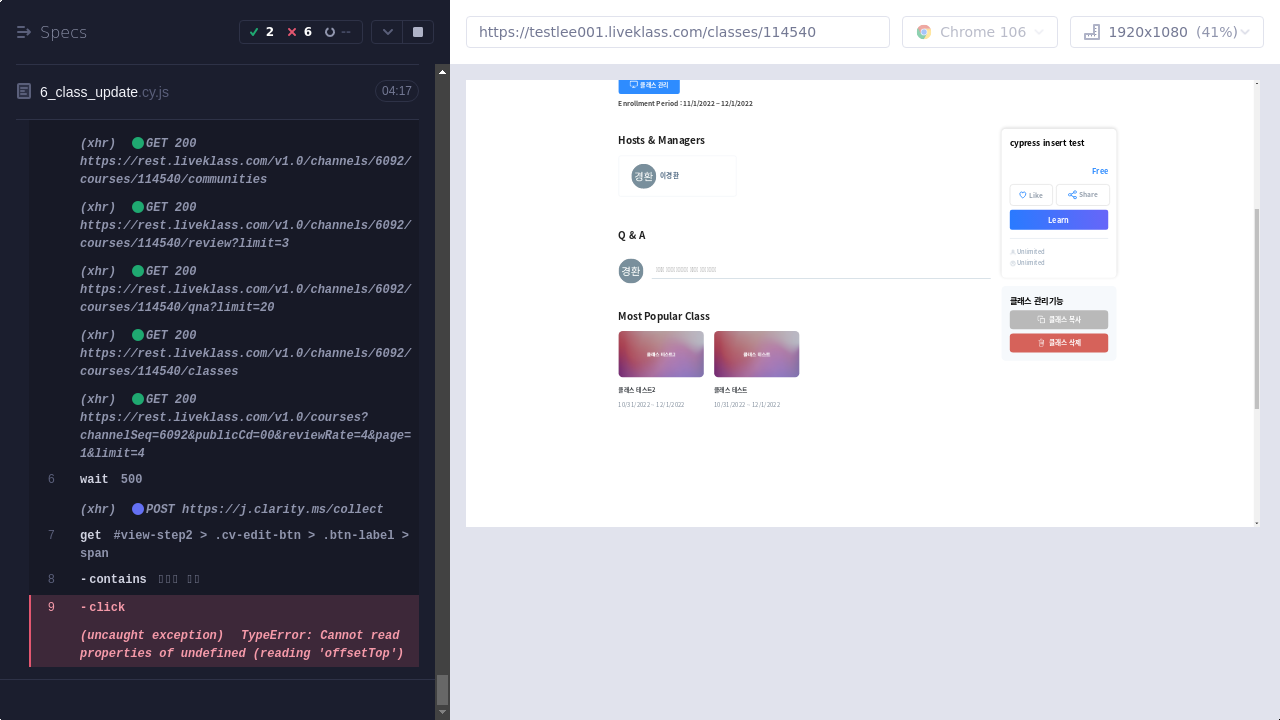 Specs
2
6
--
6_class_update.cy.js
04:17
(xhr) GET 200
https://rest.liveklass.com/v1.0/channels/6092/
courses/114540/communities
(xhr) GET 200
https://rest.liveklass.com/v1.0/channels/6092/
courses/114540/review?limit=3
(xhr) GET 200
https://rest.liveklass.com/v1.0/channels/6092/
courses/114540/qna?limit=20
(xhr) GET 200
https://rest.liveklass.com/v1.0/channels/6092/
courses/114540/classes
(xhr) GET 200
https://rest.liveklass.com/v1.0/courses?
channelSeq=6092&publicCd=00&reviewRate=4&page=
1&limit=4
6 wait 500
(xhr) POST https://j.clarity.ms/collect
7 get #view-step2 > .cv-edit-btn > .btn-label >
span
8 -contains
9 -click
(uncaught exception) TypeError: Cannot read
properties of undefined (reading 'offsetTop')
https://testlee001.liveklass.com/classes/114540
Chrome 106
1920x1080 (41%)
클래스 관리
Enrollment Period : 11/1/2022 ~ 12/1/2022
Hosts & Managers
경환 이경환
Q & A
경환
Most Popular Class
클래스 테스트2
클래스 테스트
클래스 테스트2
클래스 테스트
10/31/2022 ~ 12/1/2022
10/31/2022 ~ 12/1/2022
cypress insert test
Free
Like
Share
Learn
Unlimited
Unlimited
클래스 관리기능
클래스 복사
클래스 삭제